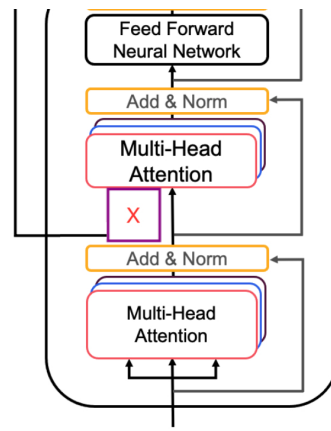 Feed Forward
Neural Network
Add & Norm
Multi-Head
Attention
X
Add & Norm
Multi-Head
Attention